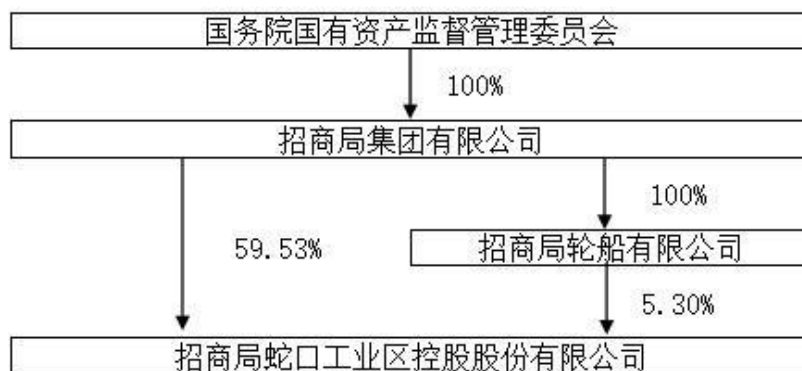 国务院国有资产监督管理委员会
100%
招商局集团有限公司
100%
59.53%
招商局轮船有限公司
5.30%
招商局蛇口工业区控股股份有限公司